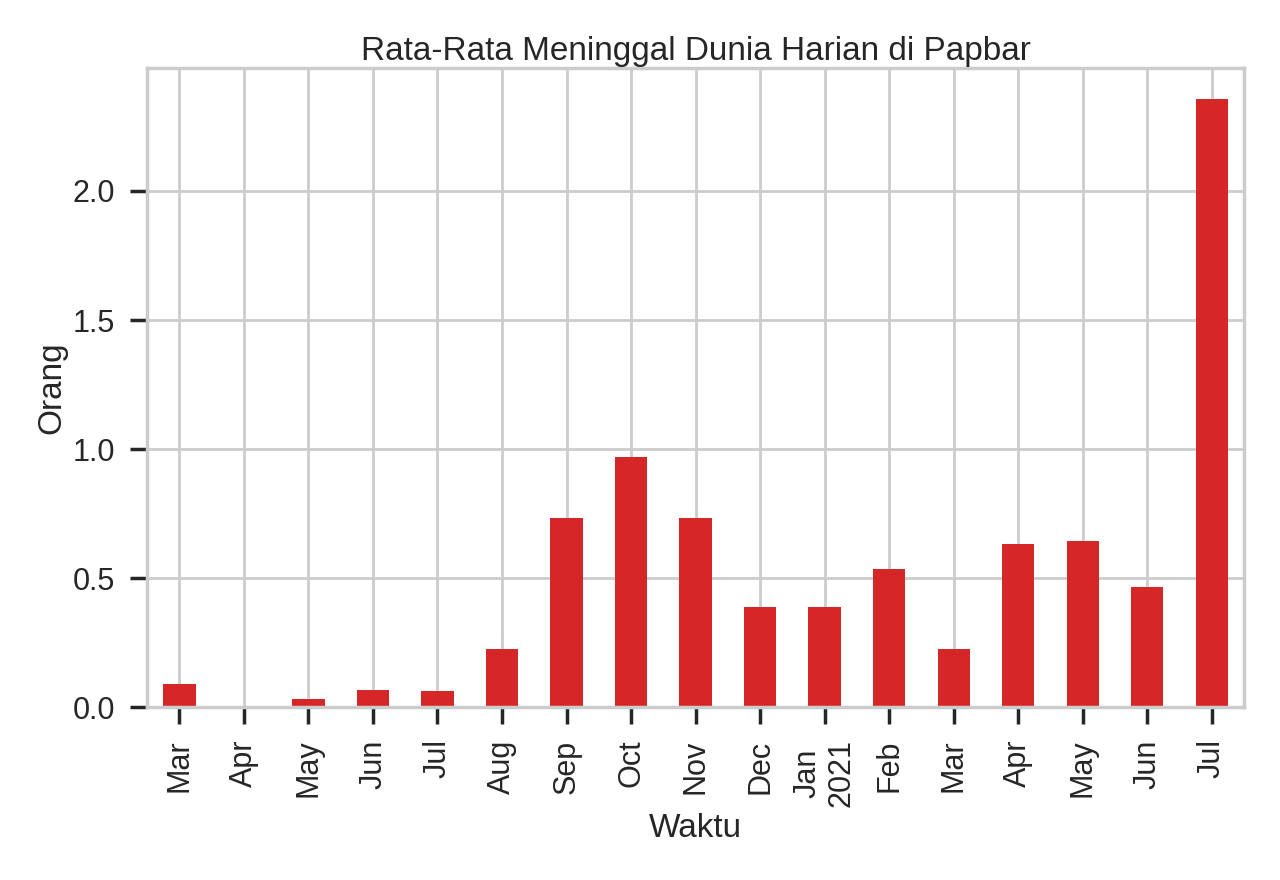 Rata-Rata Meninggal Dunia Harian di Papbar
Orang
2.0
1.5
1.0
0.5
0.0
Mar
Apr
May
Jun
Jul
Aug
Sep
Oct
Nov
Dec
Jan
2021
Feb
Mar
Apr
May
Jun
Jul
Waktu